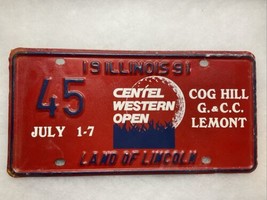 19 ILLINOIS 91
45
JULY 1-7
CENTEL
WESTERN
OPEN
COG HILL
G. & C.C.
LEMONT
LAND OF LINCOLN